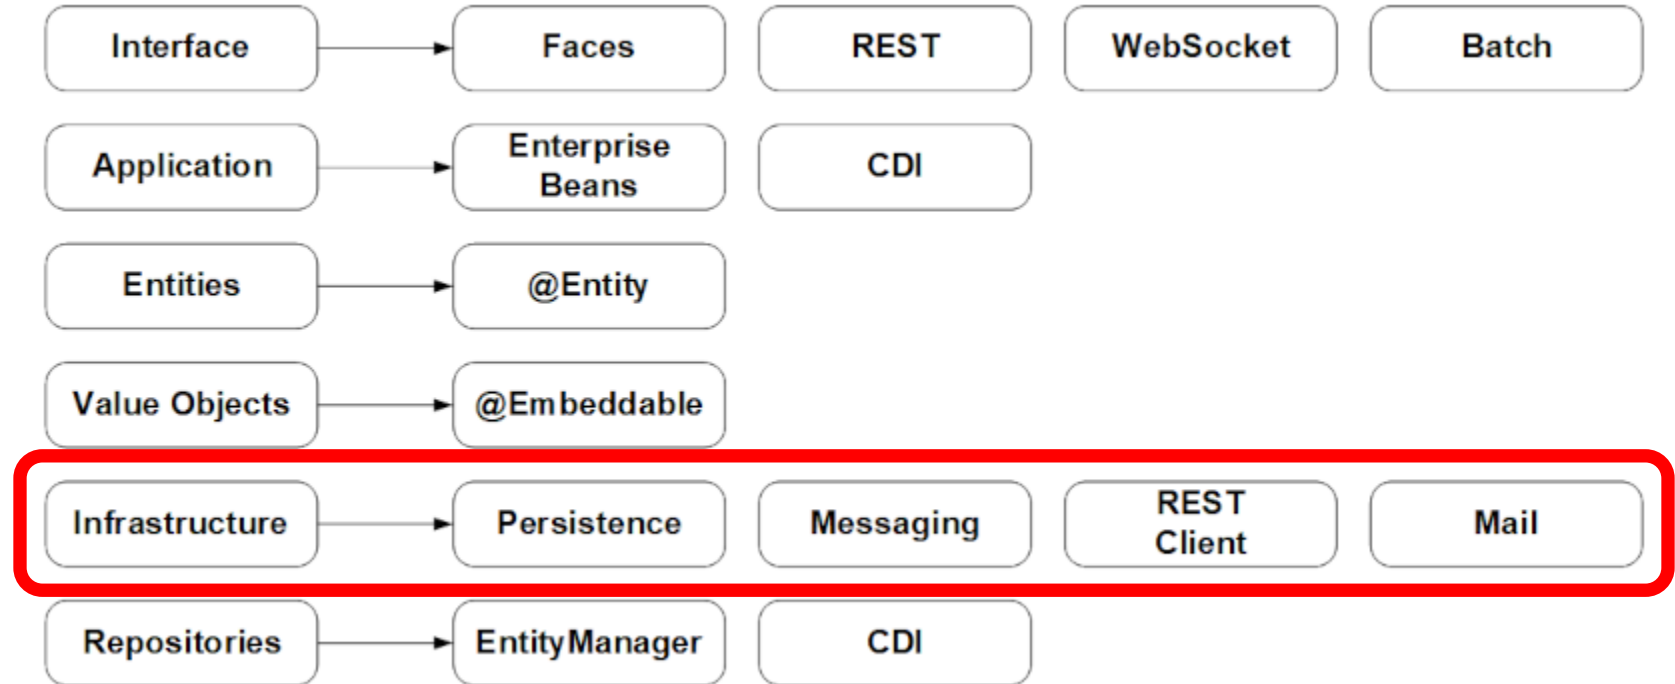 Interface
Faces
REST
WebSocket
Batch
Application
Enterprise
Beans
CDI
Entities
@Entity
Value Objects
@Embeddable
Infrastructure
Persistence
Messaging
REST
Client
Mail
Repositories
EntityManager
CDI